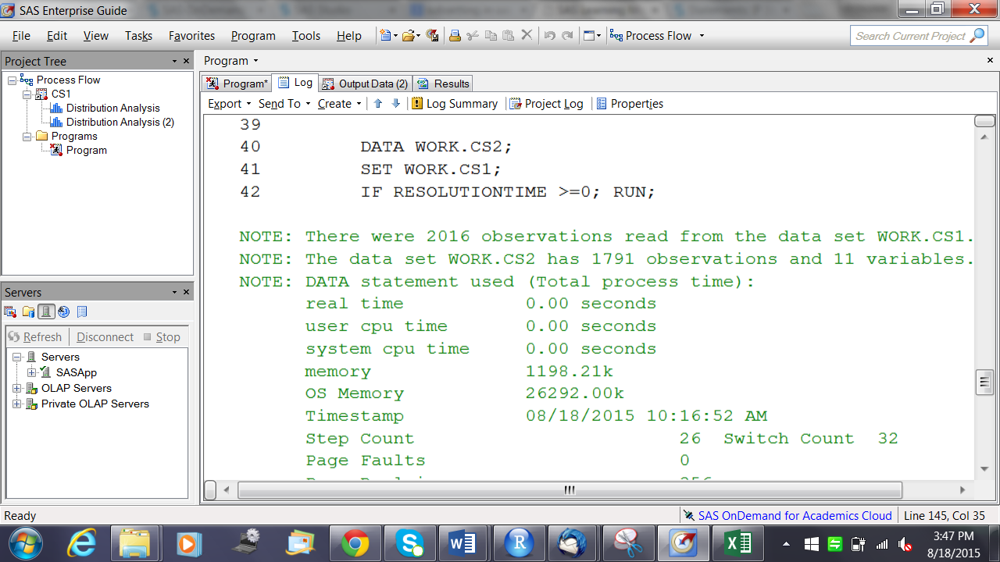 SAS Enterprise Guide
File Edit View Tasks Favorites Program Tools Help Process Flow Search Current Project
Project Tree
Process Flow
CS1
Distribution Analysis
Distribution Analysis (2)
Programs
Program
Servers
Refresh Disconnect Stop
Servers
SASApp
OLAP Servers
Private OLAP Servers
Program
Program* Log Output Data (2) Results
Export Send To Create Log Summary Project Log Properties
39
40 DATA WORK.CS2;
41 SET WORK.CS1;
42 IF RESOLUTIONTIME >=0; RUN;
NOTE: There were 2016 observations read from the data set WORK.CS1.
NOTE: The data set WORK.CS2 has 1791 observations and 11 variables.
NOTE: DATA statement used (Total process time):
real time 0.00 seconds
user cpu time 0.00 seconds
system cpu time 0.00 seconds
memory 1198.21k
OS Memory 26292.00k
Timestamp 08/18/2015 10:16:52 AM
Step Count 26 Switch Count 32
Page Faults 0
Ready SAS OnDemand for Academics Cloud Line 145, Col 35
3:47 PM
8/18/2015